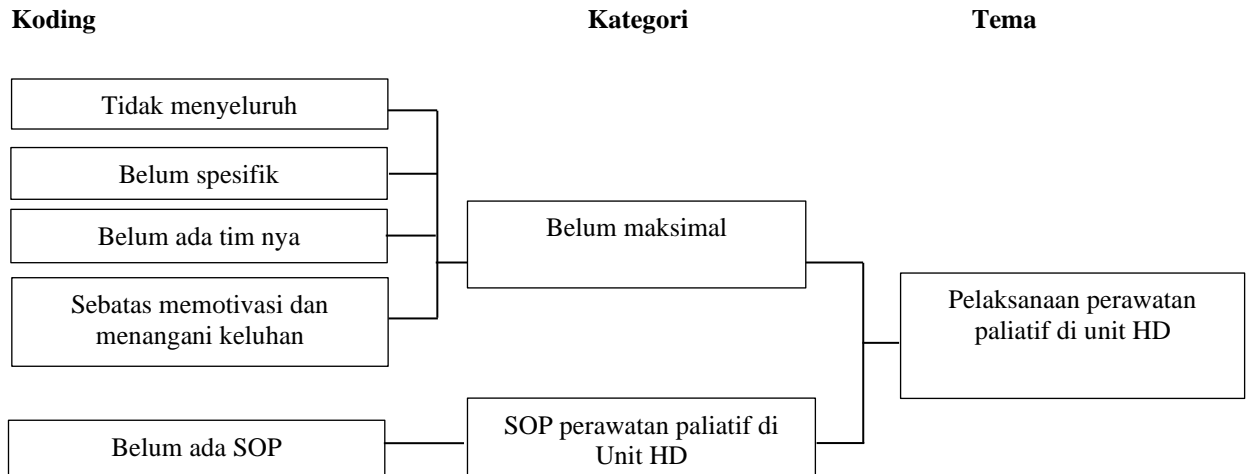 Koding Kategori Tema
Tidak menyeluruh
Belum spesifik
Belum ada tim nya
Sebatas memotivasi dan
menangani keluhan
Belum ada SOP
Belum maksimal
SOP perawatan paliatif di
Unit HD
Pelaksanaan perawatan
paliatif di unit HD